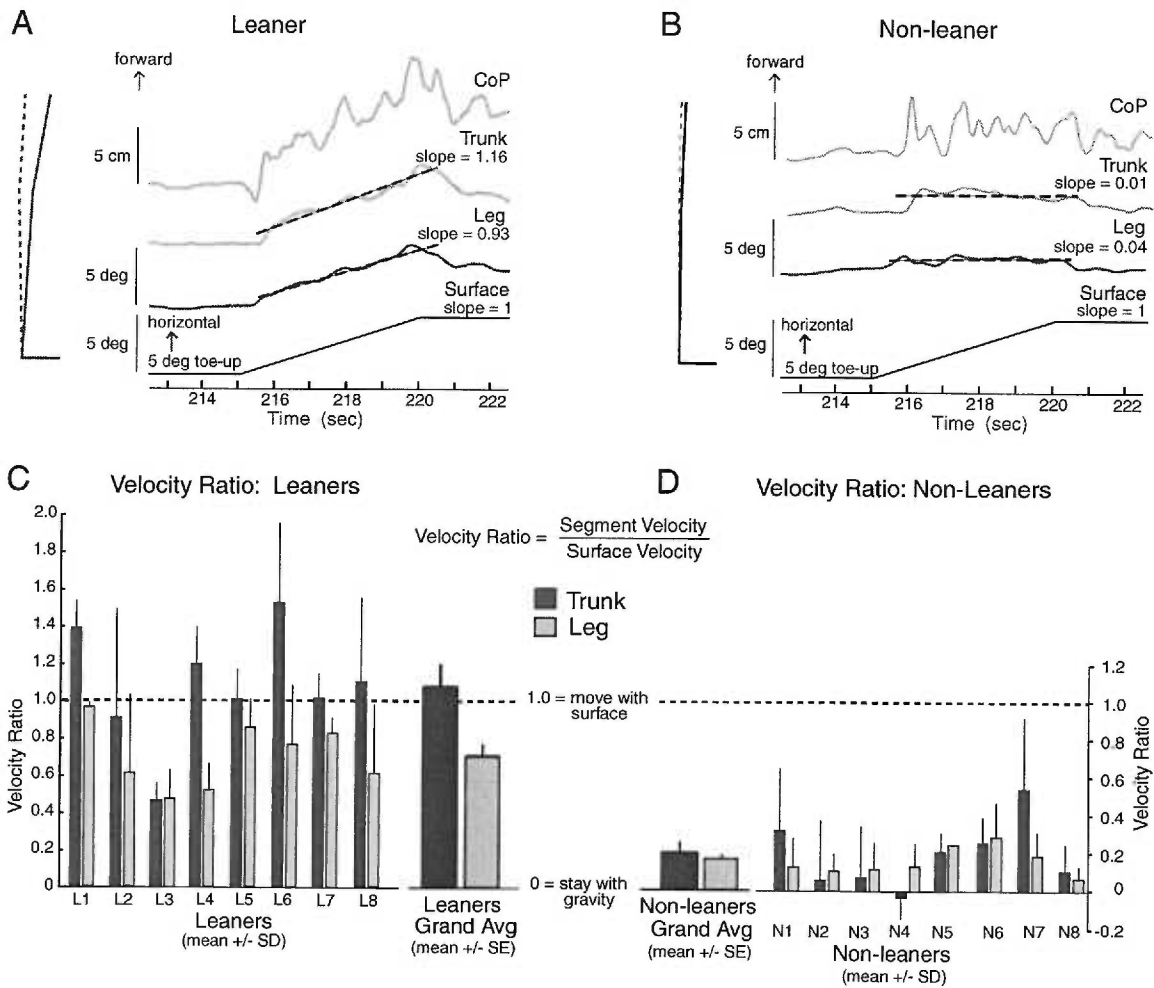 A
Leaner
forward
CoP
5 cm
Trunk
slope = 1.16
Leg
slope = 0.93
5 deg
Surface
slope = 1
horizontal
5 deg
5 deg toe-up
214 216 218 220 222
Time (sec)
B
Non-leaner
forward
CoP
5 cm
Trunk
slope = 0.01
Leg
slope = 0.04
5 deg
Surface
slope = 1
horizontal
5 deg
5 deg toe-up
214 216 218 220 222
Time (sec)
C
Velocity Ratio: Leaners
2.0
1.8
1.6
1.4
1.2
1.0
0.8
0.6
0.4
0.2
0
Velocity Ratio
L1 L2 L3 L4 L5 L6 L7 L8
Leaners
(mean +/- SD)
Leaners
Grand Avg
(mean +/- SE)
Velocity Ratio = Segment Velocity
Surface Velocity
Trunk
Leg
1.0 = move with
surface
0 = stay with
gravity
D
Velocity Ratio: Non-Leaners
Non-leaners
Grand Avg
(mean +/- SE)
N1 N2 N3 N4 N5 N6 N7 N8
Non-leaners
(mean +/- SD)
1.2
1.0
0.8
0.6
0.4
0.2
0
-0.2
Velocity Ratio